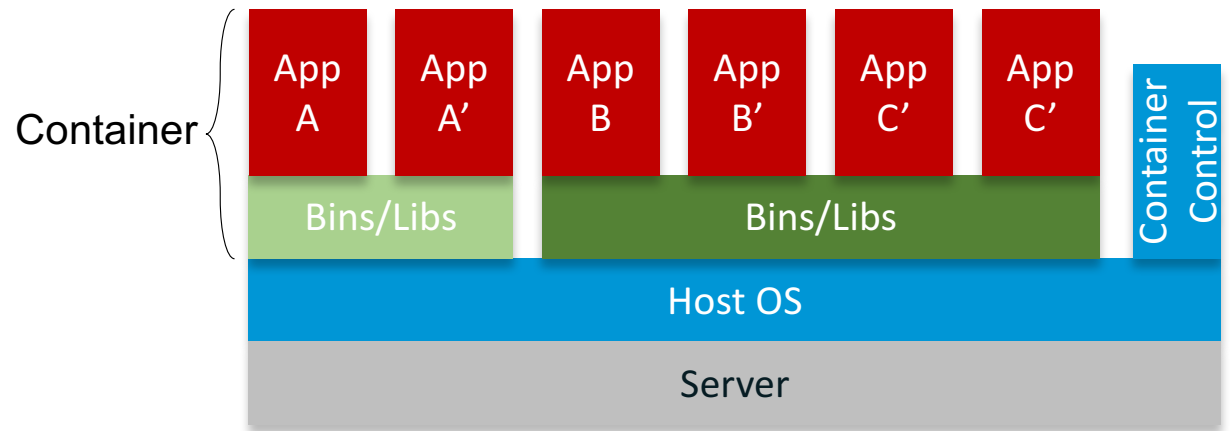 Container
App
A
App
A’
App
B
App
B’
App
C’
App
C’
Container
Control
Bins/Libs
Bins/Libs
Host OS
Server